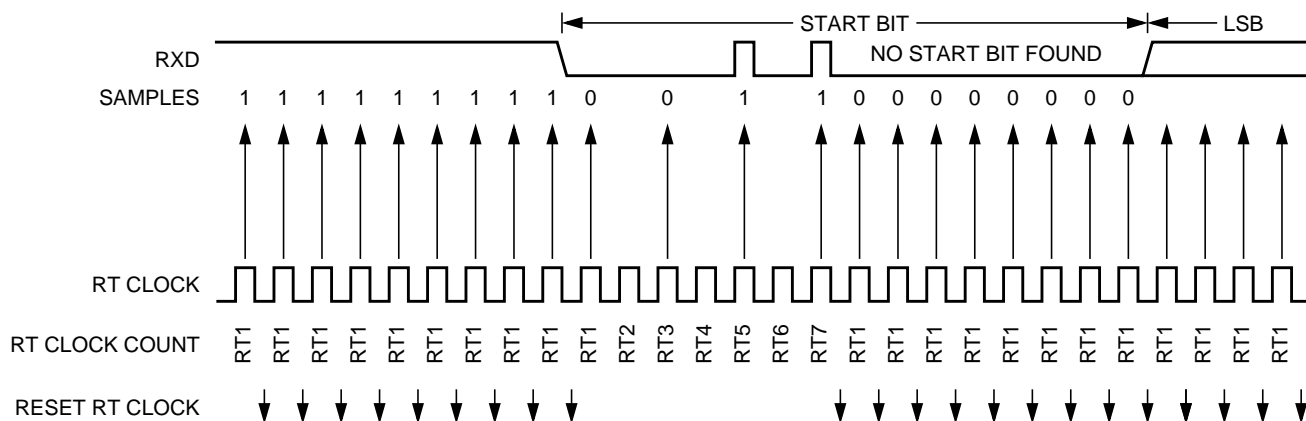 START BIT LSB
RXD NO START BIT FOUND
SAMPLES 1 1 1 1 1 1 1 1 1 0 0 1 1 0 0 0 0 0 0 0 0
RT CLOCK
RT CLOCK COUNT RT1 RT1 RT1 RT1 RT1 RT1 RT1 RT1 RT1 RT1 RT2 RT3 RT4 RT5 RT6 RT7 RT1 RT1 RT1 RT1 RT1 RT1 RT1 RT1 RT1 RT1 RT1 RT1
RESET RT CLOCK